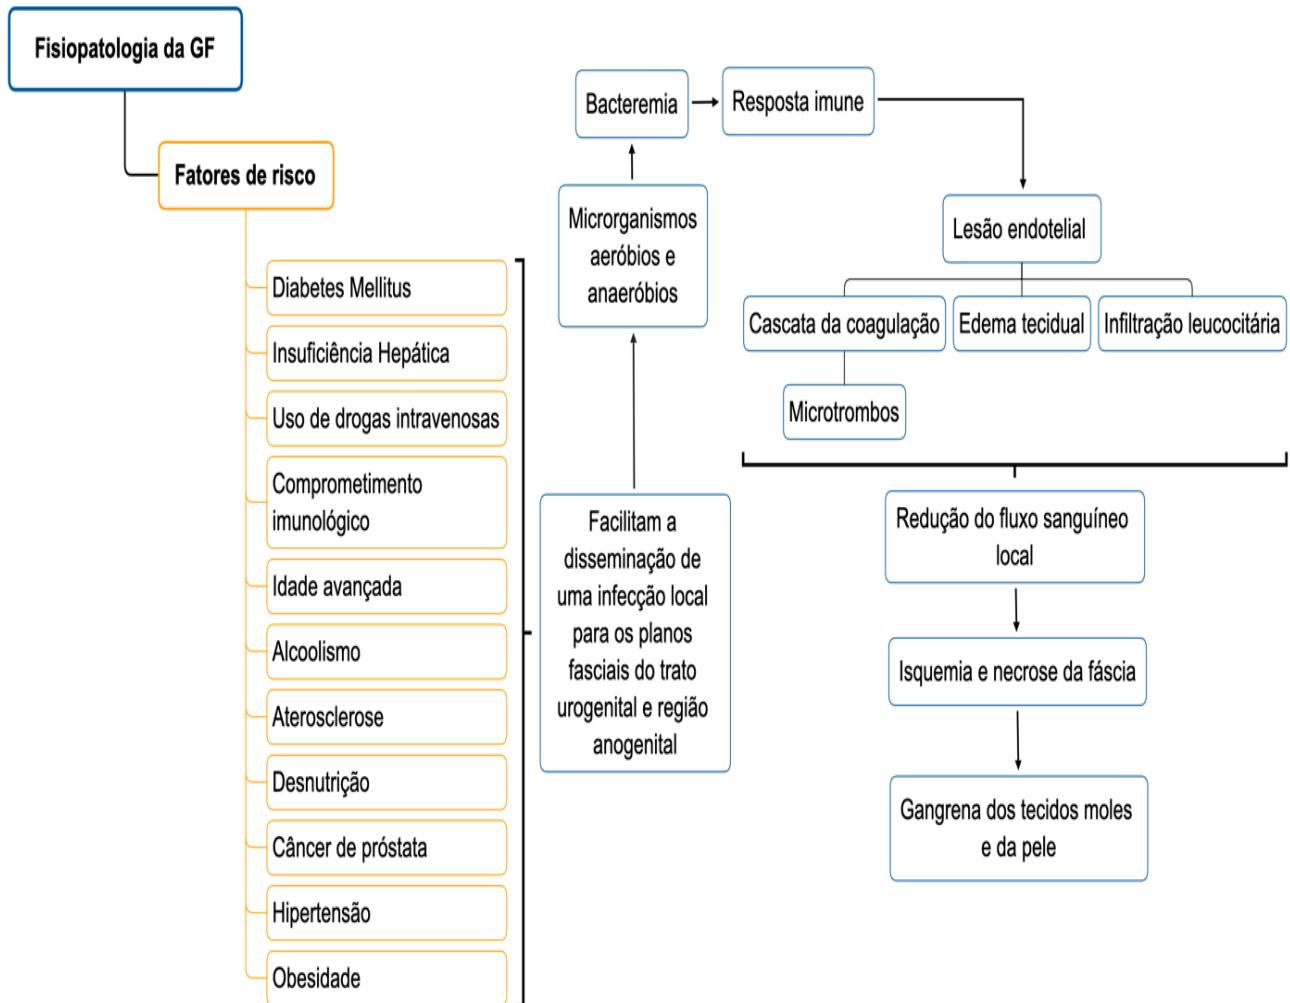 Fisiopatologia da GF
Fatores de risco
Diabetes Mellitus
Insuficiência Hepática
Uso de drogas intravenosas
Comprometimento
imunológico
Idade avançada
Alcoolismo
Aterosclerose
Desnutrição
Câncer de próstata
Hipertensão
Obesidade
Facilitam a
disseminação de
uma infecção local
para os planos
fasciais do trato
urogenital e região
anogenital
Microrganismos
aeróbios e
anaeróbios
Bacteremia
Resposta imune
Lesão endotelial
Cascata da coagulação
Edema tecidual
Infiltração leucocitária
Microtrombos
Redução do fluxo sanguíneo
local
Isquemia e necrose da fáscia
Gangrena dos tecidos moles
e da pele